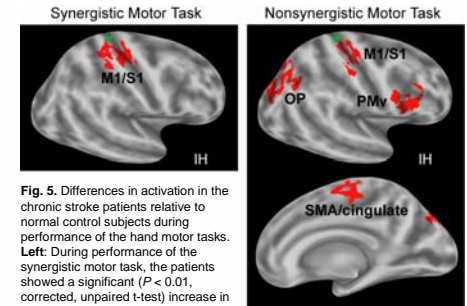 Synergistic Motor Task
Nonsynergistic Motor Task
M1/S1
IH
M1/S1
OP
PMv
IH
SMA/cingulate
Fig. 5. Differences in activation in the
chronic stroke patients relative to
normal control subjects during
performance of the hand motor tasks.
Left: During performance of the
synergistic motor task, the patients
showed a significant (P < 0.01,
corrected, unpaired t-test) increase in